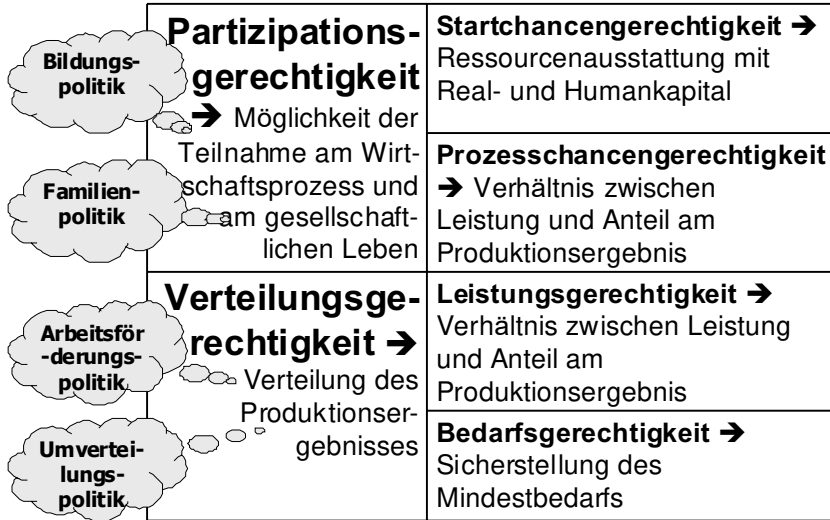 Bildungs-
politik
Familien-
politik
Arbeitsför
-derungs-
politik
Umvertei-
lungs-
politik
Partizipations-
gerechtigkeit
➔ Möglichkeit der
Teilnahme am Wirt-
schaftsprozess und
am gesellschaft-
lichen Leben
Startchancengerechtigkeit ➔
Ressourcenausstattung mit
Real- und Humankapital
Prozesschancengerechtigkeit
➔ Verhältnis zwischen
Leistung und Anteil am
Produktionsergebnis
Verteilungsge-
rechtigkeit ➔
Verteilung des
Produktionser-
gebnisses
Leistungsgerechtigkeit ➔
Verhältnis zwischen Leistung
und Anteil am
Produktionsergebnis
Bedarfsgerechtigkeit ➔
Sicherstellung des
Mindestbedarfs